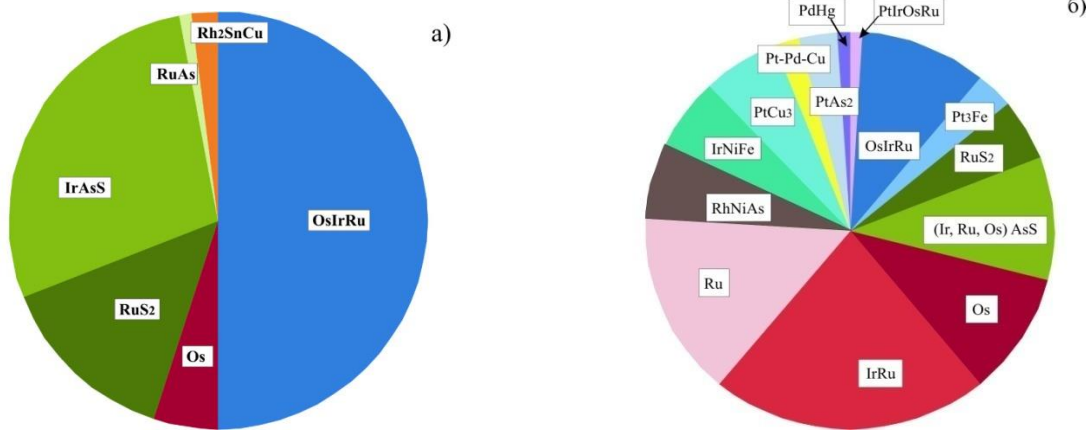 а)
Rh2SnCu
RuAs
IrAsS
OsIrRu
RuS2
Os
б)
PdHg
PtIrOsRu
Pt-Pd-Cu
PtAs2
PtCu3
OsIrRu
Pt3Fe
IrNiFe
RuS2
RhNiAs
(Ir, Ru, Os) AsS
Ru
Os
IrRu